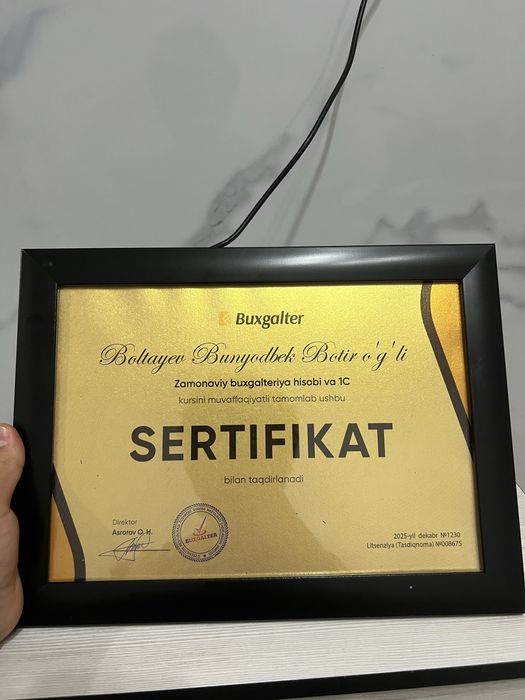 Buxgalter
Boltayev Bunyodbek Botir o'g'li
Zamonaviy buxgalteriya hisobi va 1C
kursini muvaffaqiyatli tamomlab ushbu
SERTIFIKAT
bilan taqdirlanadi
Direktor
Asrorov O. H.
BUXGALTER
2025-yil dekabr №1230
Litsenziya (Tasdiqnoma) №008675